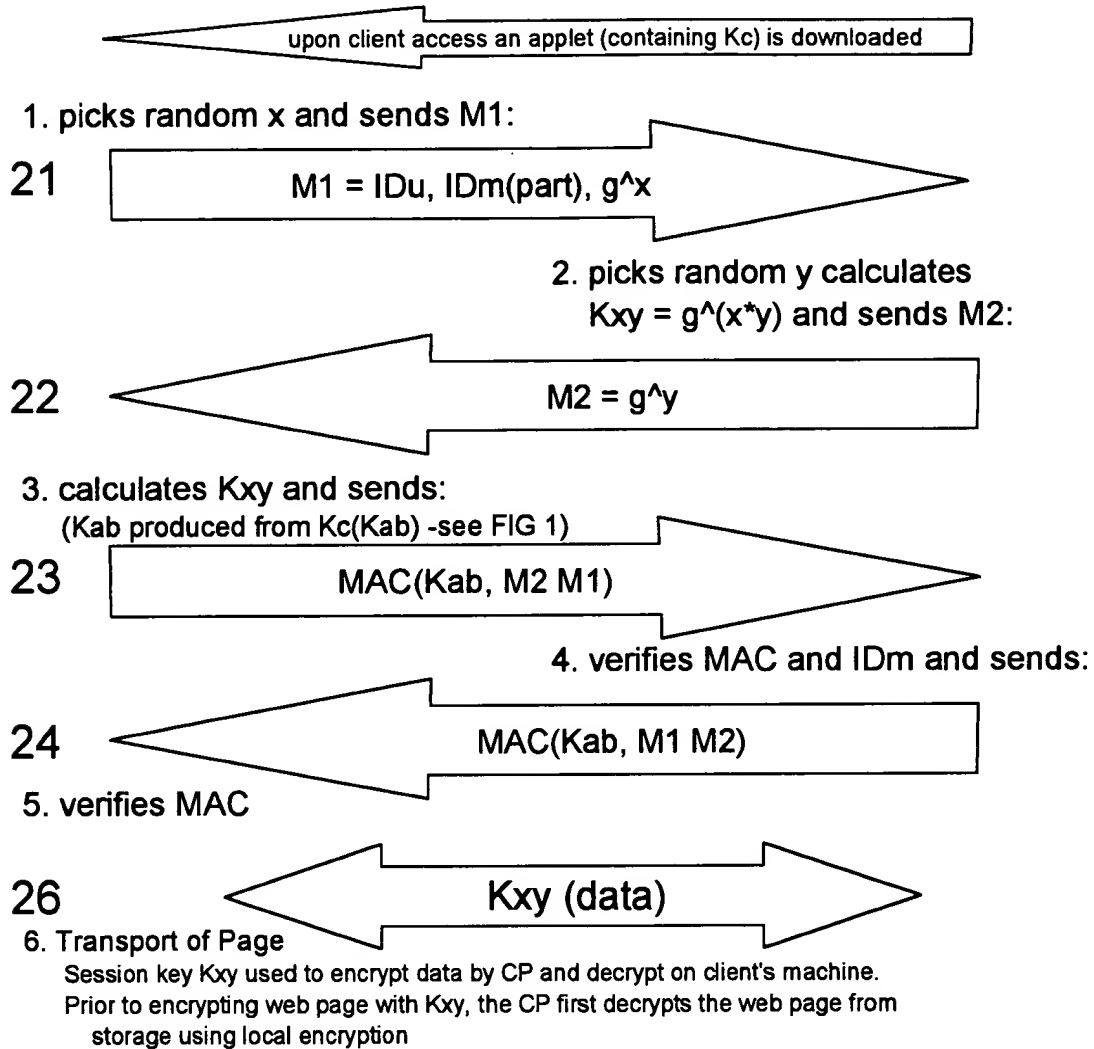 upon client access an applet (containing Kc) is downloaded
1. picks random x and sends M1:
21
M1 = IDu, IDm(part), g^x
2. picks random y calculates
Kxy = g^(x*y) and sends M2:
22
M2 = g^y
3. calculates Kxy and sends:
(Kab produced from Kc(Kab) -see FIG 1)
23
MAC(Kab, M2 M1)
4. verifies MAC and IDm and sends:
24
MAC(Kab, M1 M2)
5. verifies MAC
26
Kxy (data)
6. Transport of Page
Session key Kxy used to encrypt data by CP and decrypt on client's machine.
Prior to encrypting web page with Kxy, the CP first decrypts the web page from
storage using local encryption